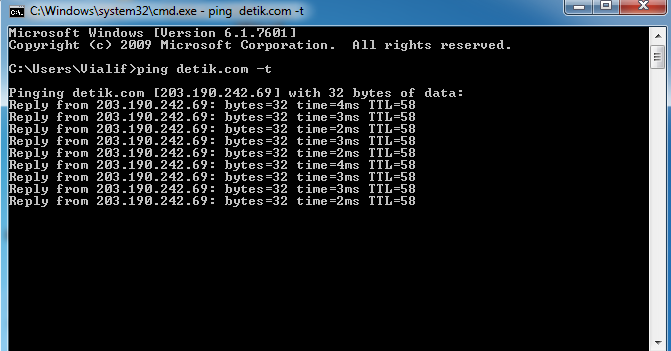 C:\Windows\system32\cmd.exe - ping detik.com -t
Microsoft Windows [Version 6.1.7601]
Copyright (c) 2009 Microsoft Corporation.  All rights reserved.
C:\Users\Vialif>ping detik.com -t
Pinging detik.com [203.190.242.69] with 32 bytes of data:
Reply from 203.190.242.69: bytes=32 time=4ms TTL=58
Reply from 203.190.242.69: bytes=32 time=3ms TTL=58
Reply from 203.190.242.69: bytes=32 time=2ms TTL=58
Reply from 203.190.242.69: bytes=32 time=3ms TTL=58
Reply from 203.190.242.69: bytes=32 time=2ms TTL=58
Reply from 203.190.242.69: bytes=32 time=4ms TTL=58
Reply from 203.190.242.69: bytes=32 time=3ms TTL=58
Reply from 203.190.242.69: bytes=32 time=3ms TTL=58
Reply from 203.190.242.69: bytes=32 time=2ms TTL=58